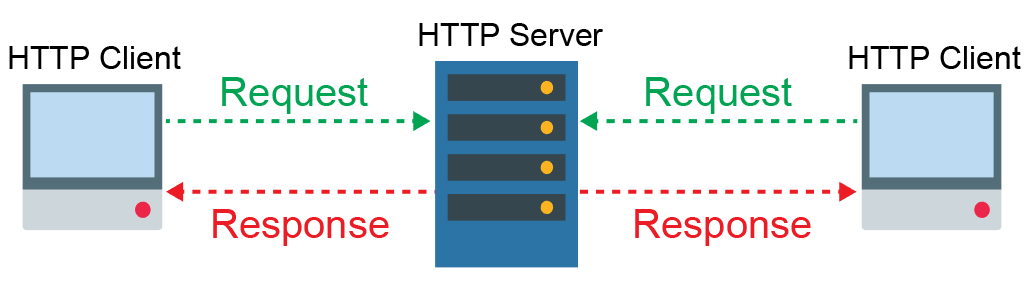 HTTP Server
HTTP Client
HTTP Client
Request
Request
Response
Response